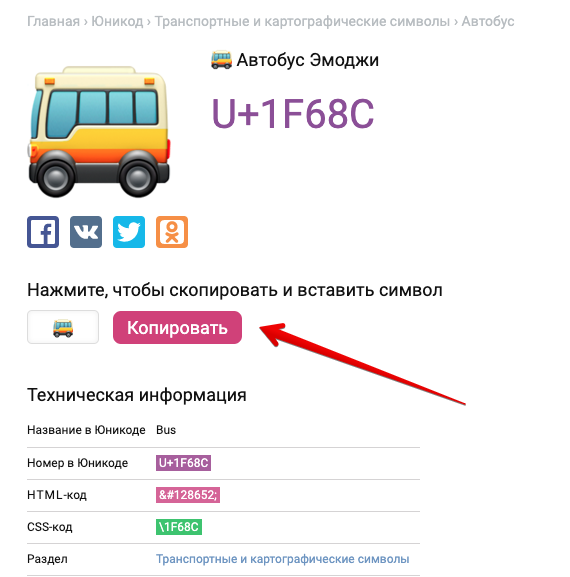 Главная › Юникод › Транспортные и картографические символы › Автобус
🚌 Автобус Эмоджи
U+1F68C
Нажмите, чтобы скопировать и вставить символ
🚌 Копировать
Техническая информация
Название в Юникоде Bus
Номер в Юникоде U+1F68C
HTML-код &#128652;
CSS-код \1F68C
Раздел Транспортные и картографические символы